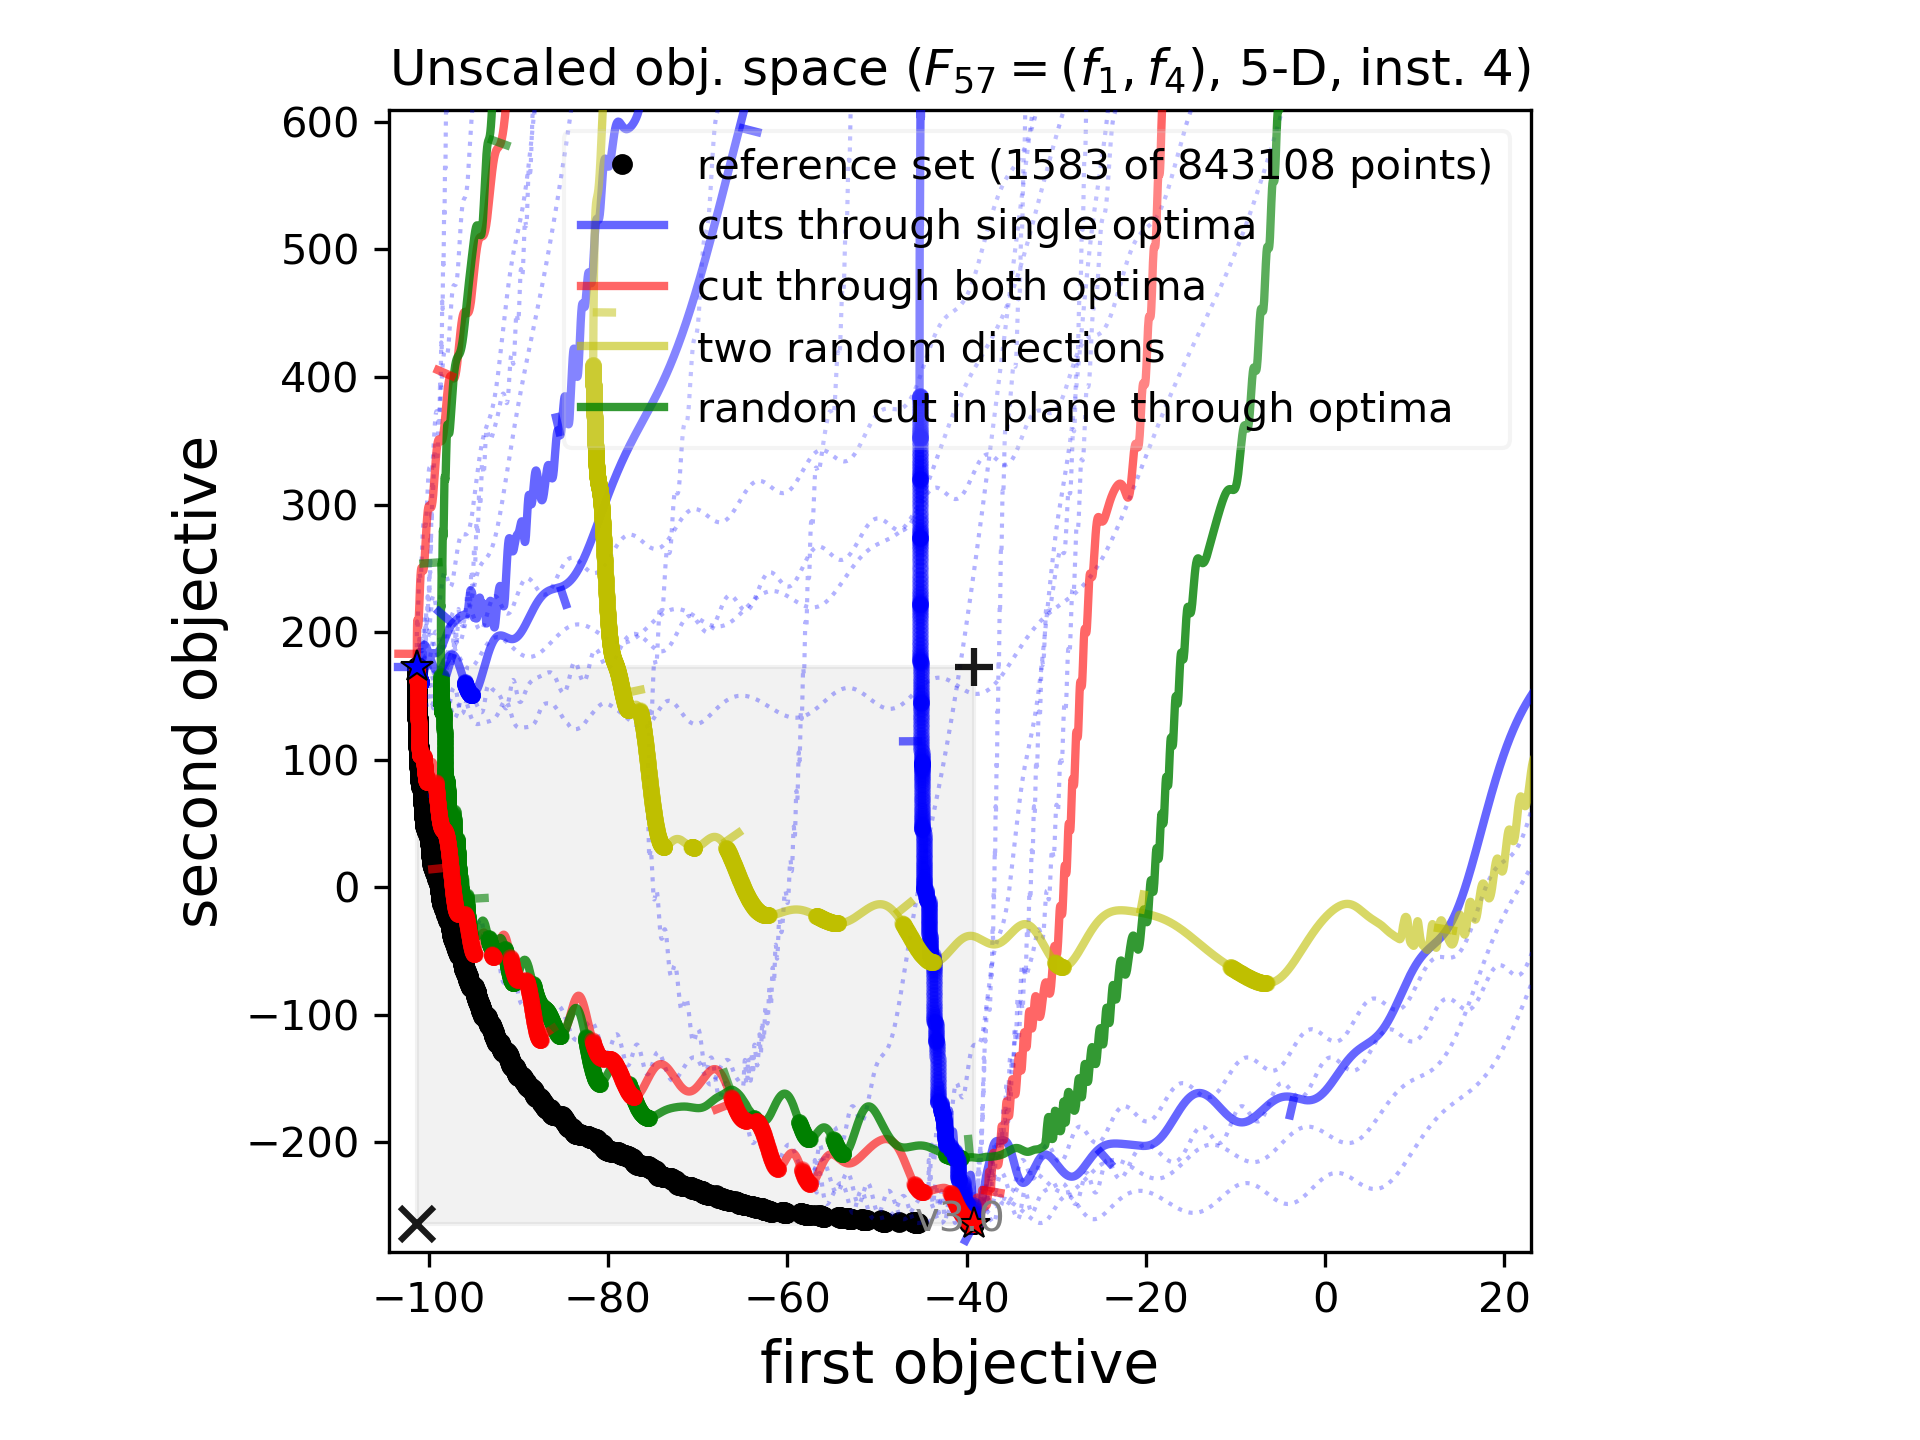 Unscaled obj. space (F57 = (f1, f4), 5-D, inst. 4)
600
500
400
300
200
100
0
−100
−200
second objective
reference set (1583 of 843108 points)
cuts through single optima
cut through both optima
two random directions
random cut in plane through optima
−100 −80 −60 −40 −20 0 20
first objective